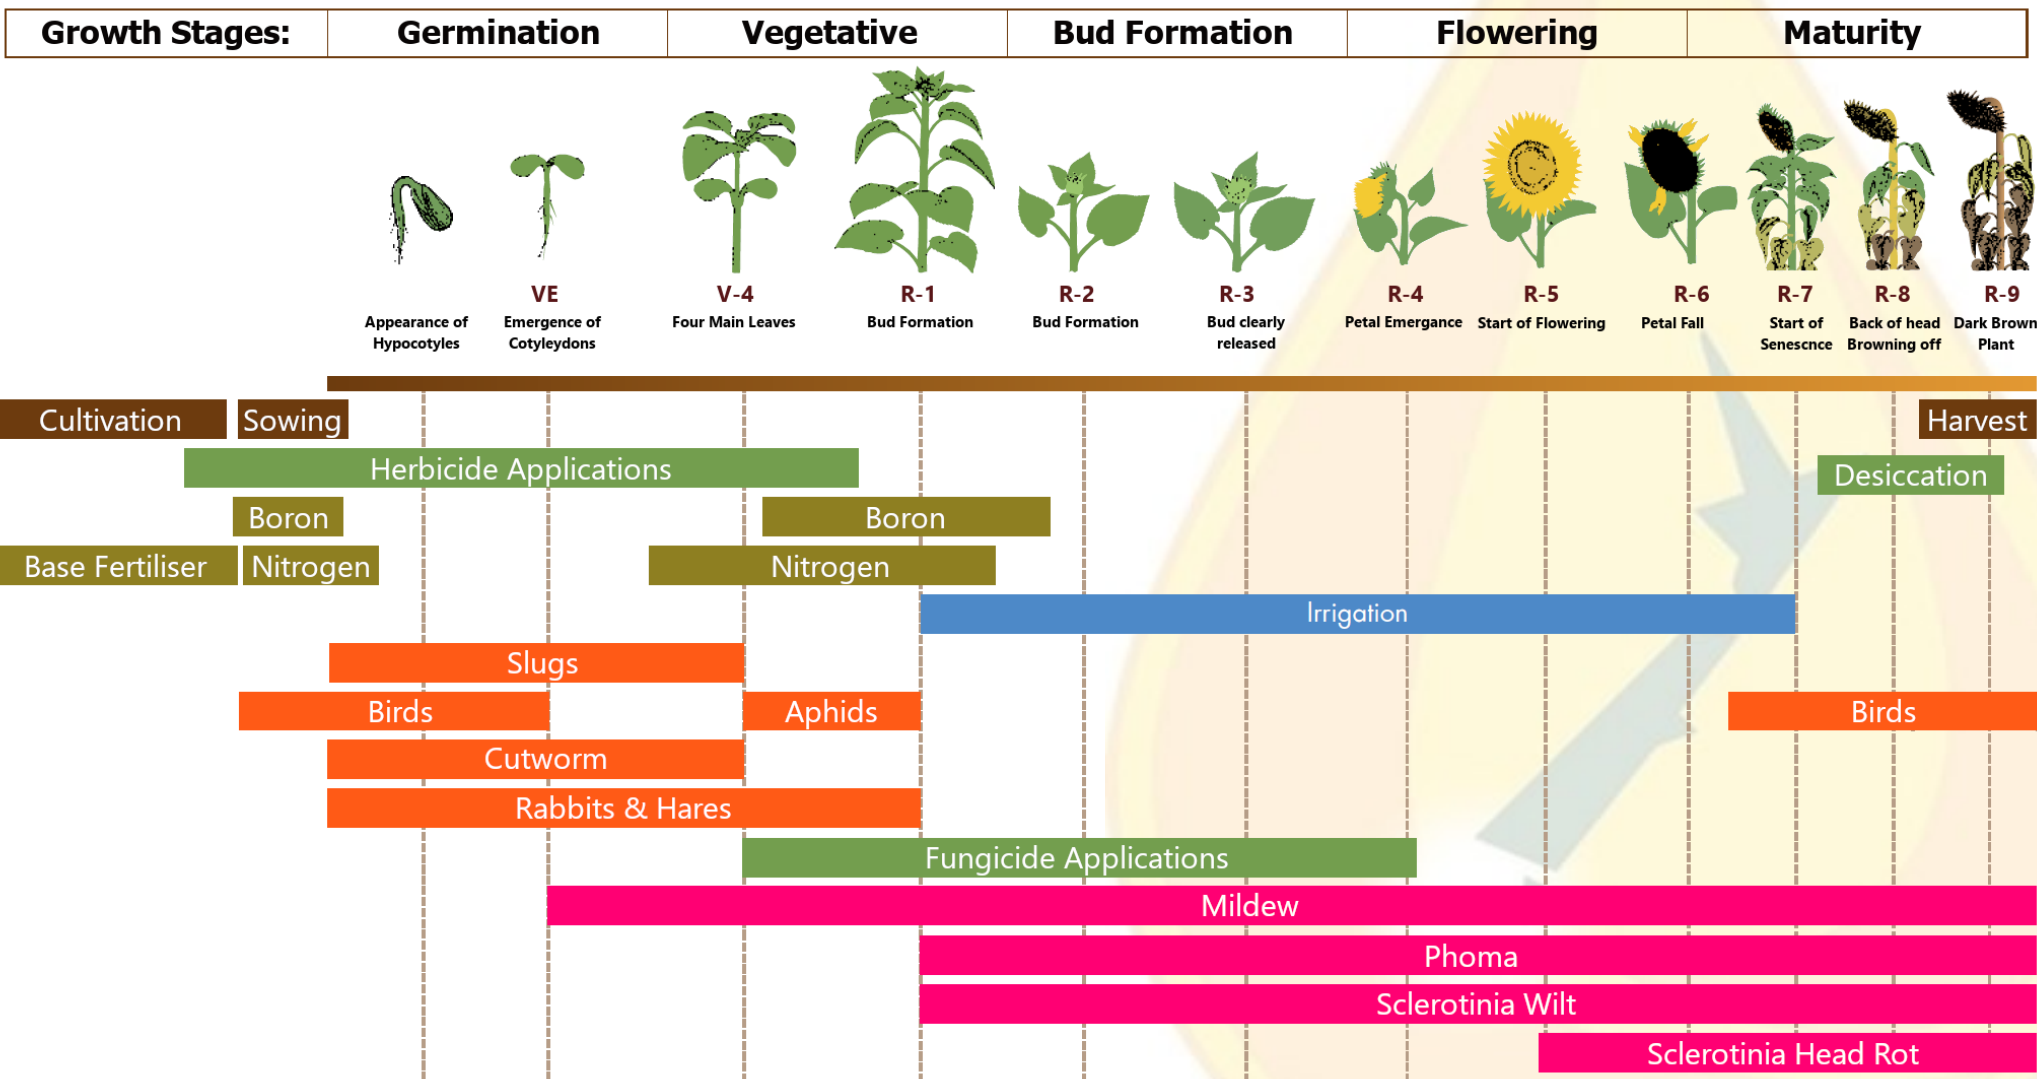 Growth Stages: Germination Vegetative Bud Formation Flowering Maturity
VE V-4 R-1 R-2 R-3 R-4 R-5 R-6 R-7 R-8 R-9
Appearance of Emergence of Four Main Leaves Bud Formation Bud Formation Bud clearly Petal Emergance Start of Flowering Petal Fall Start of Back of head Dark Brown
Hypocotyles Cotyleydons released Senescnce Browning off Plant
Cultivation Sowing Harvest
Herbicide Applications Desiccation
Boron Boron
Base Fertiliser Nitrogen Nitrogen
Irrigation
Slugs
Birds Aphids Birds
Cutworm
Rabbits & Hares
Fungicide Applications
Mildew
Phoma
Sclerotinia Wilt
Sclerotinia Head Rot